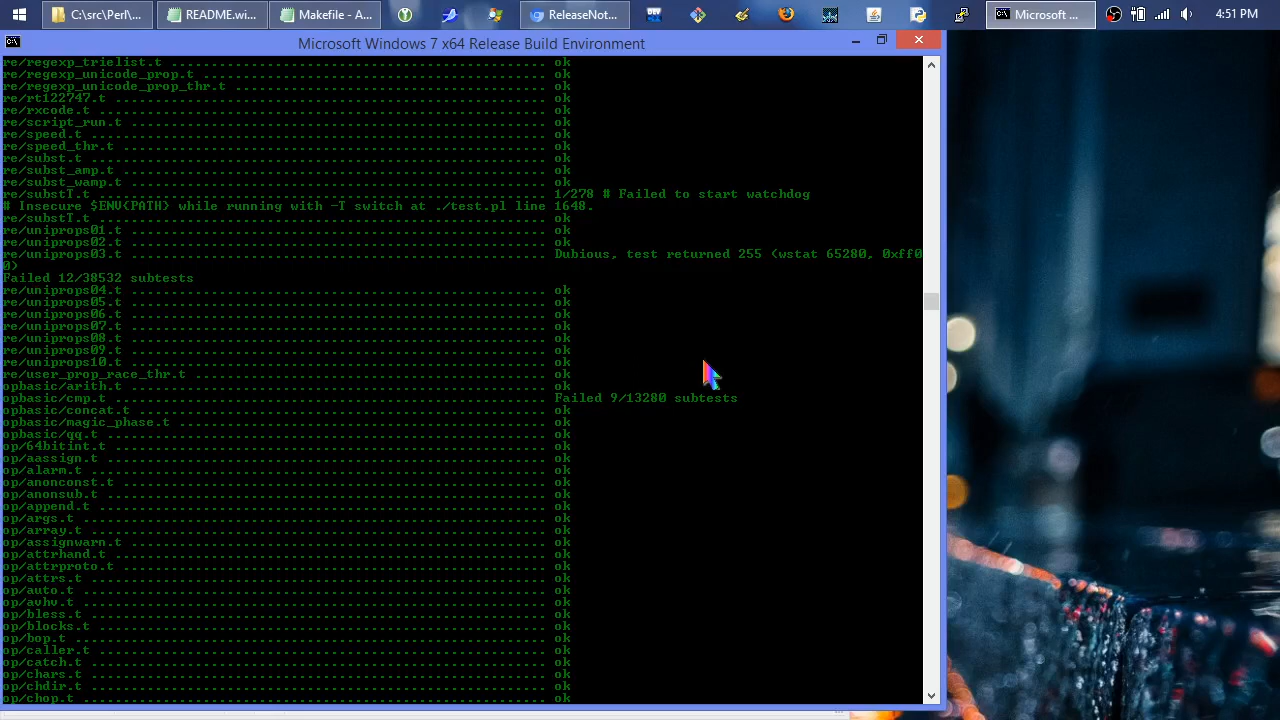 C:\src\Perl\...
README.wi...
Makefile - A...
ReleaseNot...
Microsoft ...
4:51 PM
Microsoft Windows 7 x64 Release Build Environment
re/regexp_trielist.t ............................................... ok
re/regexp_unicode_prop.t ........................................... ok
re/regexp_unicode_prop_thr.t ....................................... ok
re/rt122747.t ...................................................... ok
re/rxcode.t ........................................................ ok
re/script_run.t .................................................... ok
re/speed.t ......................................................... ok
re/speed_thr.t ..................................................... ok
re/subst.t ......................................................... ok
re/subst_amp.t ..................................................... ok
re/subst_wamp.t .................................................... ok
re/substT.t ........................................................ 1/278 # Failed to start watchdog
# Insecure $ENV{PATH} while running with -T switch at ./test.pl line 1648.
re/substT.t ........................................................ ok
re/uniprops01.t .................................................... ok
re/uniprops02.t .................................................... ok
re/uniprops03.t .................................................... Dubious, test returned 255 (wstat 65280, 0xff0
0)
Failed 12/38532 subtests
re/uniprops04.t .................................................... ok
re/uniprops05.t .................................................... ok
re/uniprops06.t .................................................... ok
re/uniprops07.t .................................................... ok
re/uniprops08.t .................................................... ok
re/uniprops09.t .................................................... ok
re/uniprops10.t .................................................... ok
re/user_prop_race_thr.t ............................................ ok
opbasic/arith.t .................................................... ok
opbasic/cmp.t ...................................................... Failed 9/13280 subtests
opbasic/concat.t ................................................... ok
opbasic/magic_phase.t .............................................. ok
opbasic/qq.t ....................................................... ok
op/64bitint.t ...................................................... ok
op/aassign.t ....................................................... ok
op/alarm.t ......................................................... ok
op/anonconst.t ..................................................... ok
op/anonsub.t ....................................................... ok
op/append.t ........................................................ ok
op/args.t .......................................................... ok
op/array.t ......................................................... ok
op/assignwarn.t .................................................... ok
op/attrhand.t ...................................................... ok
op/attrproto.t ..................................................... ok
op/attrs.t ......................................................... ok
op/auto.t .......................................................... ok
op/avhv.t .......................................................... ok
op/bless.t ......................................................... ok
op/blocks.t ........................................................ ok
op/bop.t ........................................................... ok
op/caller.t ........................................................ ok
op/catch.t ......................................................... ok
op/chars.t ......................................................... ok
op/chdir.t ......................................................... ok
op/chop.t .......................................................... ok